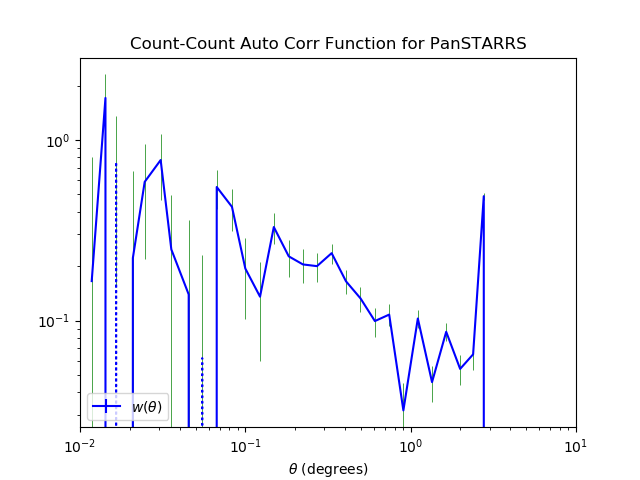 Count-Count Auto Corr Function for PanSTARRS
10⁰
10⁻¹
w(θ)
10⁻² 10⁻¹ 10⁰ 10¹
θ (degrees)